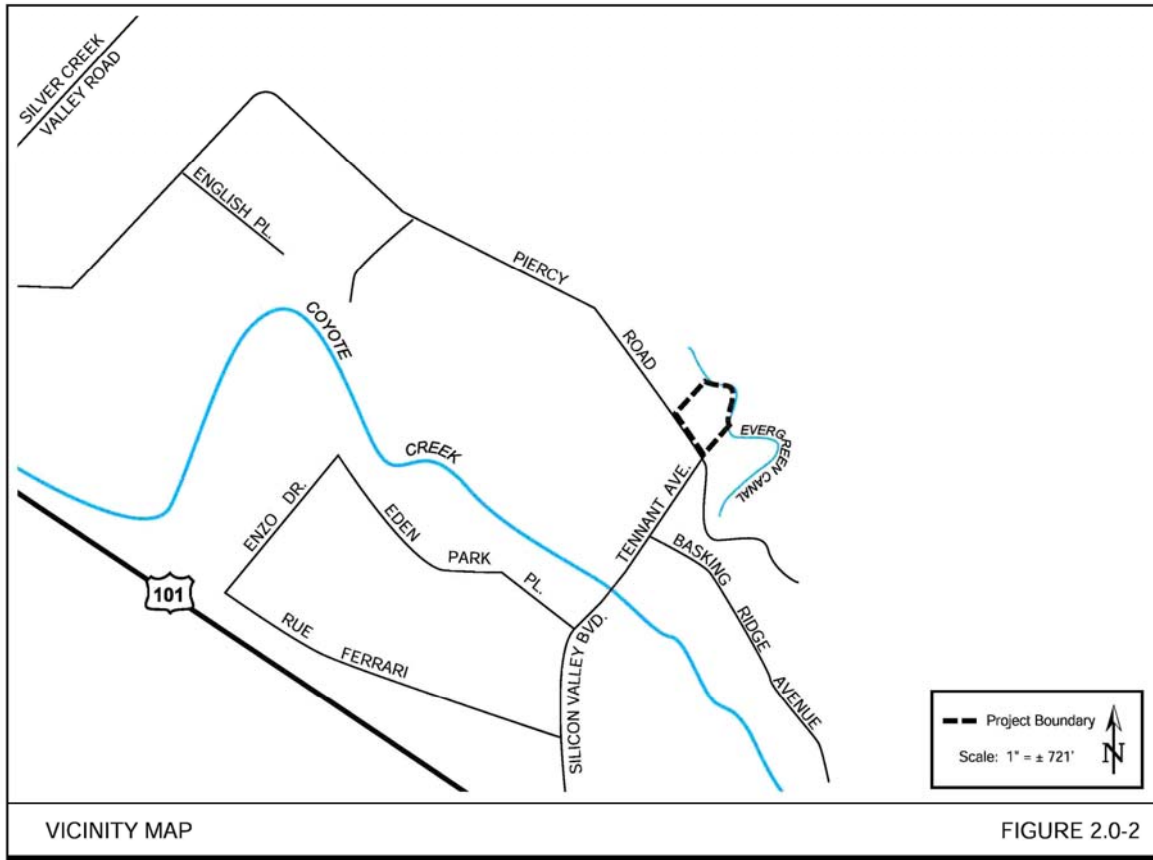 SILVER CREEK
VALLEY ROAD
ENGLISH PL.
PIERCY
ROAD
COYOTE
CREEK
EVERGREEN CANAL
TENNANT AVE.
ENZO DR.
EDEN
PARK
PL.
BASKING
RIDGE
AVENUE
101
RUE
FERRARI
SILICON VALLEY BVD.
Project Boundary
Scale: 1" = ± 721'
N
VICINITY MAP
FIGURE 2.0-2